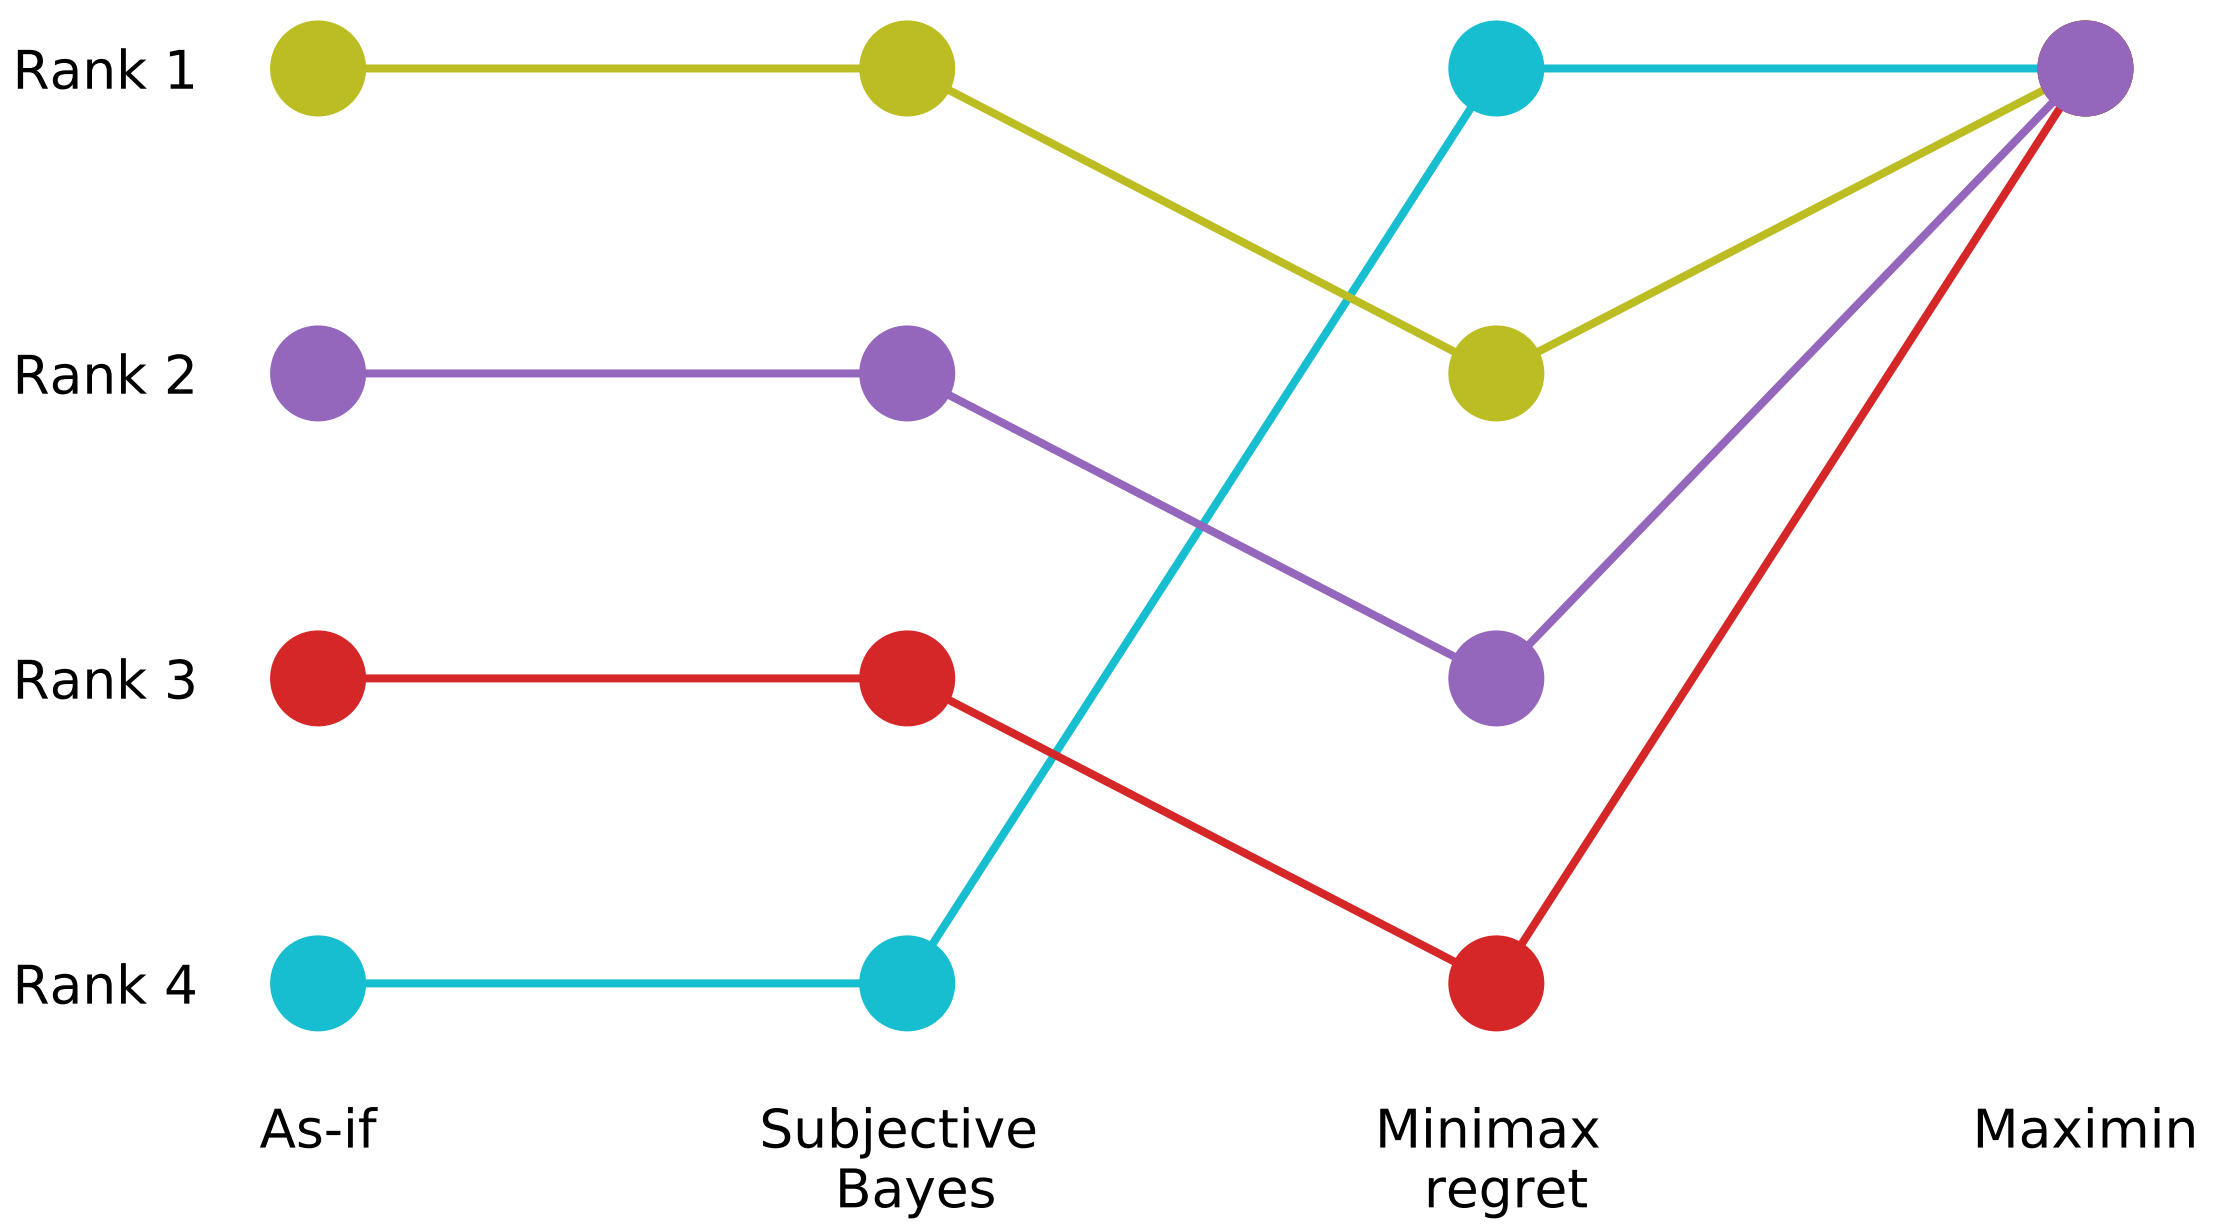 Rank 1
Rank 2
Rank 3
Rank 4
As-if
Subjective
Bayes
Minimax
regret
Maximin